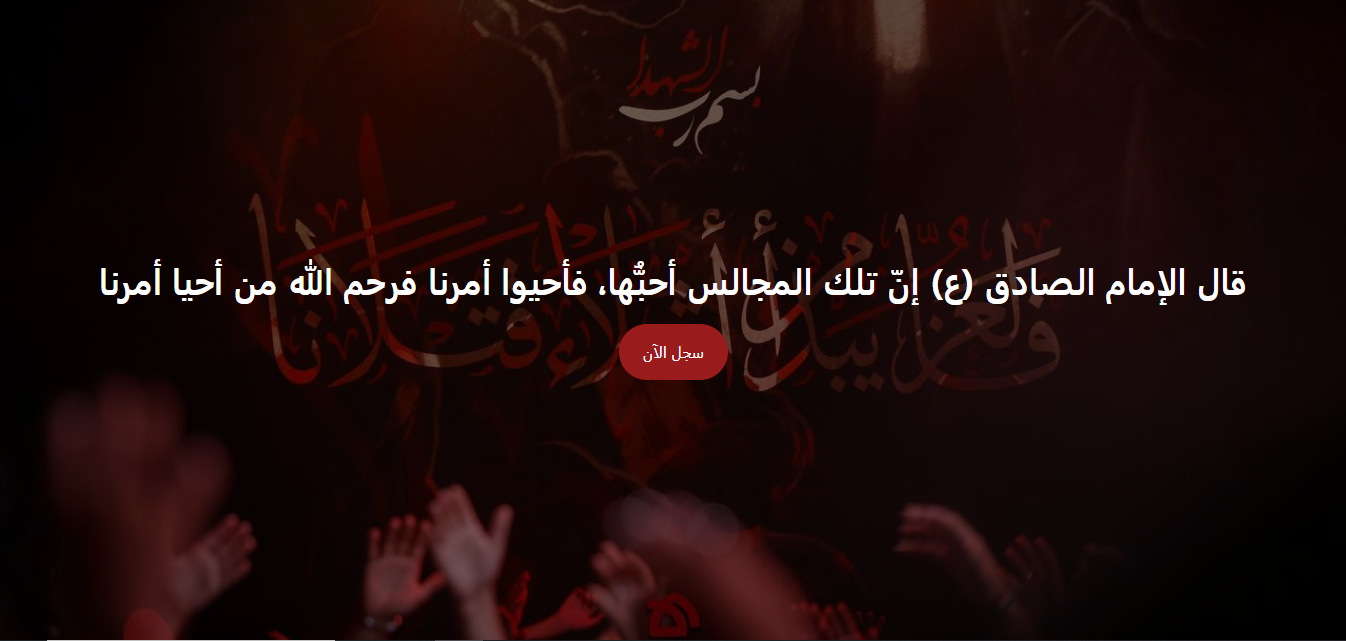 بسم رب
الشهدا
قال الإمام الصادق (ع) إنّ تلك المجالس أحبُّها، فأحيوا أمرنا فرحم الله من أحيا أمرنا
سجل الآن